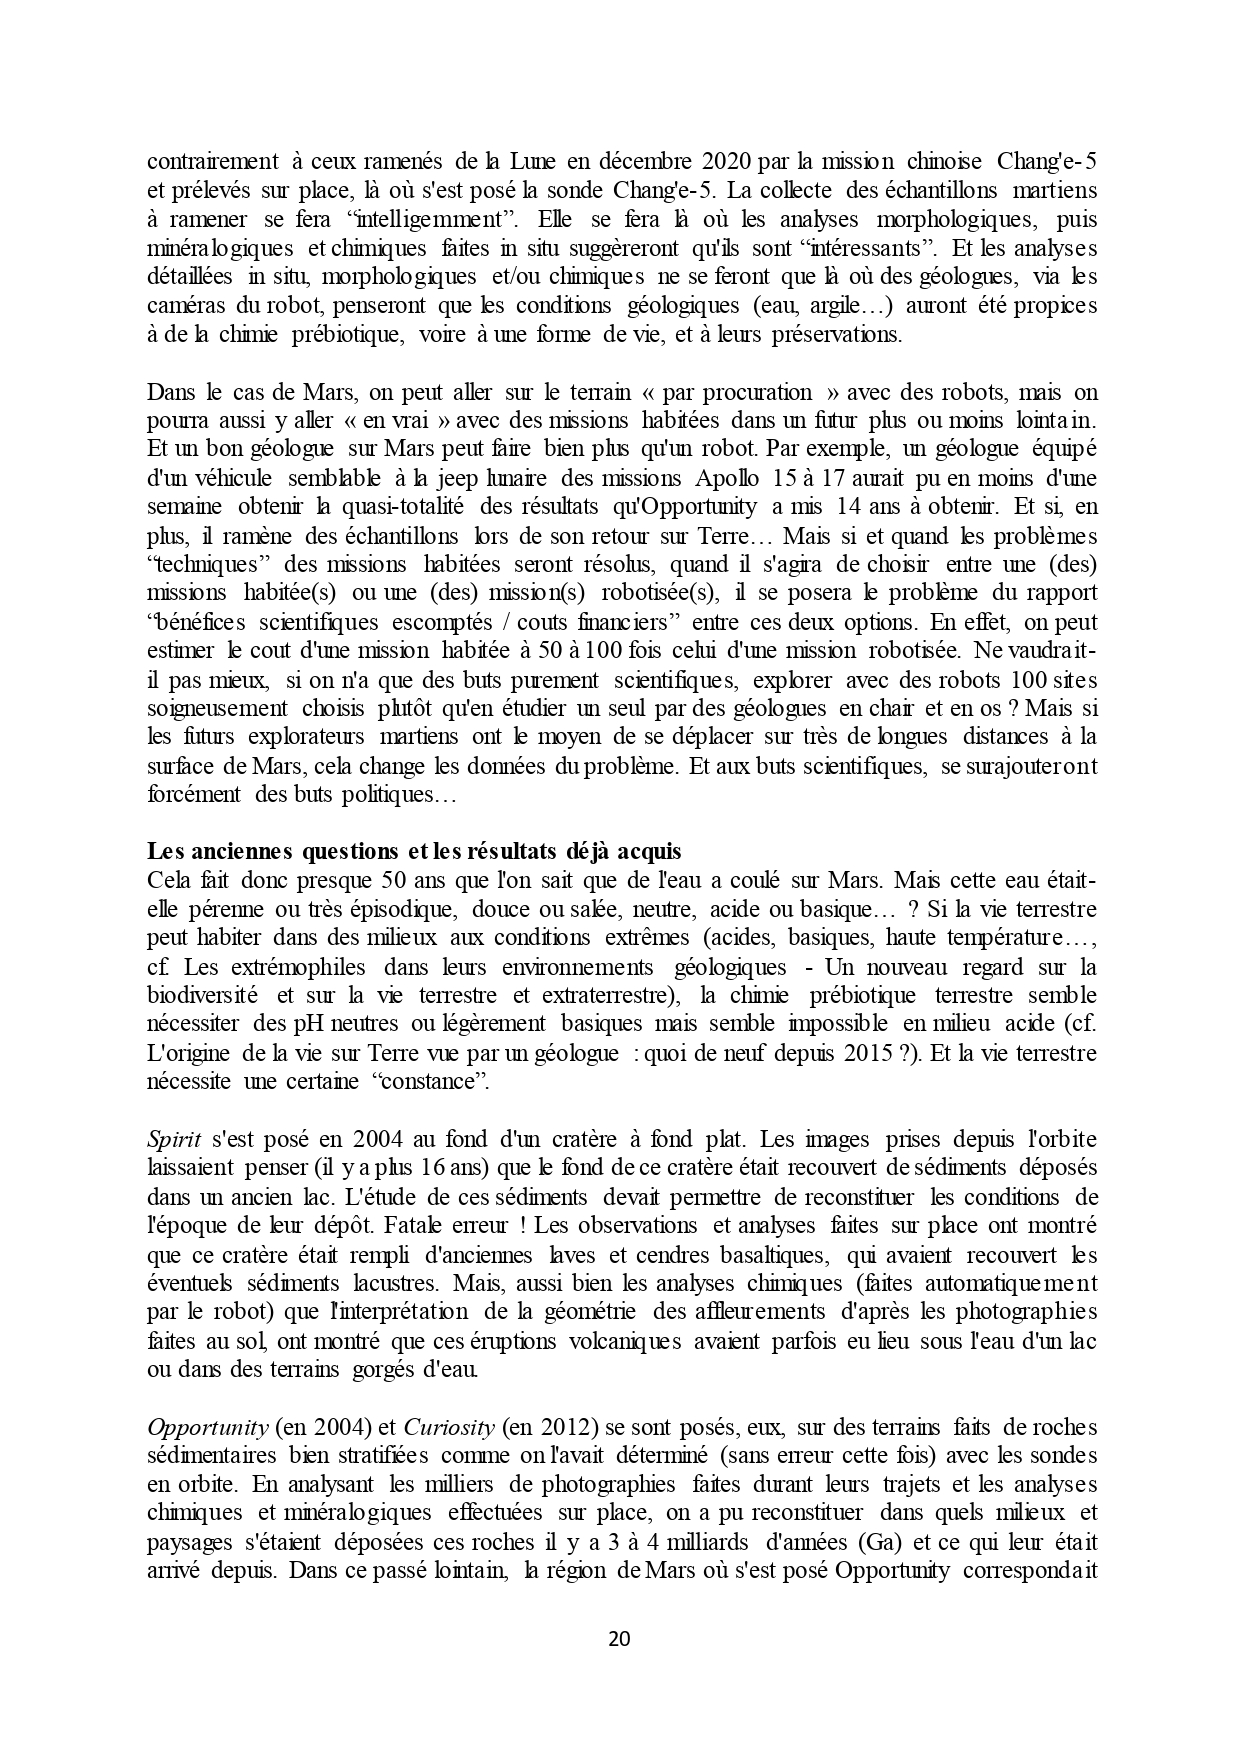 contrairement à ceux ramenés de la Lune en décembre 2020 par la mission chinoise Chang'e-5
et prélevés sur place, là où s'est posé la sonde Chang'e-5. La collecte des échantillons martiens
à ramener se fera “intelligemment”. Elle se fera là où les analyses morphologiques, puis
minéralogiques et chimiques faites in situ suggèreront qu'ils sont “intéressants”. Et les analyses
détaillées in situ, morphologiques et/ou chimiques ne se feront que là où des géologues, via les
caméras du robot, penseront que les conditions géologiques (eau, argile…) auront été propices
à de la chimie prébiotique, voire à une forme de vie, et à leurs préservations.
Dans le cas de Mars, on peut aller sur le terrain « par procuration » avec des robots, mais on
pourra aussi y aller « en vrai » avec des missions habitées dans un futur plus ou moins lointain.
Et un bon géologue sur Mars peut faire bien plus qu'un robot. Par exemple, un géologue équipé
d'un véhicule semblable à la jeep lunaire des missions Apollo 15 à 17 aurait pu en moins d'une
semaine obtenir la quasi-totalité des résultats qu'Opportunity a mis 14 ans à obtenir. Et si, en
plus, il ramène des échantillons lors de son retour sur Terre… Mais si et quand les problèmes
“techniques” des missions habitées seront résolus, quand il s'agira de choisir entre une (des)
missions habitée(s) ou une (des) mission(s) robotisée(s), il se posera le problème du rapport
“bénéfices scientifiques escomptés / couts financiers” entre ces deux options. En effet, on peut
estimer le cout d'une mission habitée à 50 à 100 fois celui d'une mission robotisée. Ne vaudrait-
il pas mieux, si on n'a que des buts purement scientifiques, explorer avec des robots 100 sites
soigneusement choisis plutôt qu'en étudier un seul par des géologues en chair et en os ? Mais si
les futurs explorateurs martiens ont le moyen de se déplacer sur très de longues distances à la
surface de Mars, cela change les données du problème. Et aux buts scientifiques, se surajouteront
forcément des buts politiques…
Les anciennes questions et les résultats déjà acquis
Cela fait donc presque 50 ans que l'on sait que de l'eau a coulé sur Mars. Mais cette eau était-
elle pérenne ou très épisodique, douce ou salée, neutre, acide ou basique… ? Si la vie terrestre
peut habiter dans des milieux aux conditions extrêmes (acides, basiques, haute température…,
cf. Les extrémophiles dans leurs environnements géologiques - Un nouveau regard sur la
biodiversité et sur la vie terrestre et extraterrestre), la chimie prébiotique terrestre semble
nécessiter des pH neutres ou légèrement basiques mais semble impossible en milieu acide (cf.
L'origine de la vie sur Terre vue par un géologue : quoi de neuf depuis 2015 ?). Et la vie terrestre
nécessite une certaine “constance”.
Spirit s'est posé en 2004 au fond d'un cratère à fond plat. Les images prises depuis l'orbite
laissaient penser (il y a plus 16 ans) que le fond de ce cratère était recouvert de sédiments déposés
dans un ancien lac. L'étude de ces sédiments devait permettre de reconstituer les conditions de
l'époque de leur dépôt. Fatale erreur ! Les observations et analyses faites sur place ont montré
que ce cratère était rempli d'anciennes laves et cendres basaltiques, qui avaient recouvert les
éventuels sédiments lacustres. Mais, aussi bien les analyses chimiques (faites automatiquement
par le robot) que l'interprétation de la géométrie des affleurements d'après les photographies
faites au sol, ont montré que ces éruptions volcaniques avaient parfois eu lieu sous l'eau d'un lac
ou dans des terrains gorgés d'eau.
Opportunity (en 2004) et Curiosity (en 2012) se sont posés, eux, sur des terrains faits de roches
sédimentaires bien stratifiées comme on l'avait déterminé (sans erreur cette fois) avec les sondes
en orbite. En analysant les milliers de photographies faites durant leurs trajets et les analyses
chimiques et minéralogiques effectuées sur place, on a pu reconstituer dans quels milieux et
paysages s'étaient déposées ces roches il y a 3 à 4 milliards d'années (Ga) et ce qui leur était
arrivé depuis. Dans ce passé lointain, la région de Mars où s'est posé Opportunity correspondait
20